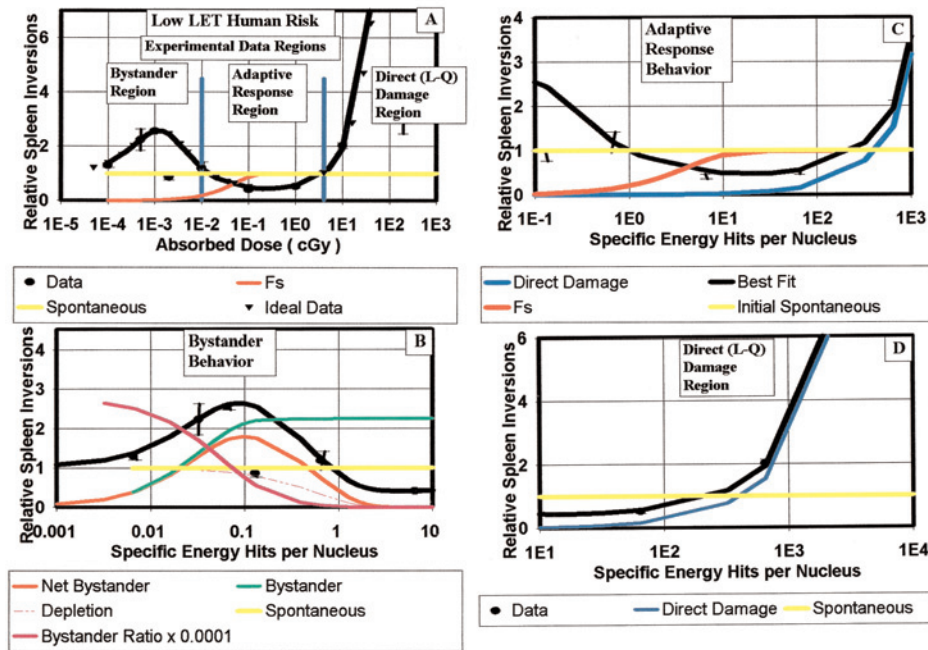 A
Low LET Human Risk
Experimental Data Regions
Bystander
Region
Adaptive
Response
Region
Direct (L-Q)
Damage
Region
Relative Spleen Inversions
6
4
2
0
1E-5 1E-4 1E-3 1E-2 1E-1 1E0 1E1 1E2 1E3
Absorbed Dose ( cGy )
Data
Fs
Spontaneous
Ideal Data
B
Bystander
Behavior
Relative Spleen Inversions
4
3
2
1
0
0.001 0.01 0.1 1 10
Specific Energy Hits per Nucleus
Net Bystander
Bystander
Depletion
Spontaneous
Bystander Ratio x 0.0001
C
Adaptive
Response
Behavior
Relative Spleen Inversions
4
3
2
1
0
1E-1 1E0 1E1 1E2 1E3
Specific Energy Hits per Nucleus
Direct Damage
Best Fit
Fs
Initial Spontaneous
D
Direct (L-Q)
Damage
Region
Relative Spleen Inversions
6
4
2
0
1E1 1E2 1E3 1E4
Specific Energy Hits per Nucleus
Data
Direct Damage
Spontaneous